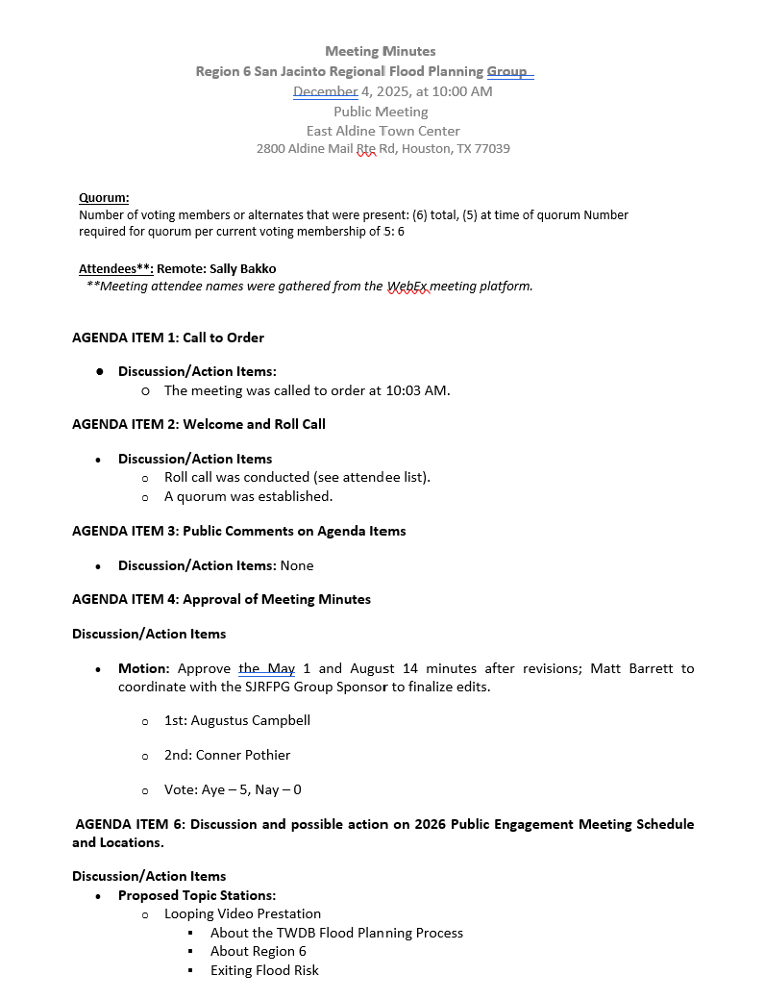 Meeting Minutes
Region 6 San Jacinto Regional Flood Planning Group
December 4, 2025, at 10:00 AM
Public Meeting
East Aldine Town Center
2800 Aldine Mail Rte Rd, Houston, TX 77039
Quorum:
Number of voting members or alternates that were present: (6) total, (5) at time of quorum Number
required for quorum per current voting membership of 5: 6
Attendees**: Remote: Sally Bakko
**Meeting attendee names were gathered from the WebEx meeting platform.
AGENDA ITEM 1: Call to Order
● Discussion/Action Items:
○ The meeting was called to order at 10:03 AM.
AGENDA ITEM 2: Welcome and Roll Call
• Discussion/Action Items
○ Roll call was conducted (see attendee list).
○ A quorum was established.
AGENDA ITEM 3: Public Comments on Agenda Items
• Discussion/Action Items: None
AGENDA ITEM 4: Approval of Meeting Minutes
Discussion/Action Items
• Motion: Approve the May 1 and August 14 minutes after revisions; Matt Barrett to
coordinate with the SJRFPG Group Sponsor to finalize edits.
○ 1st: Augustus Campbell
○ 2nd: Conner Pothier
○ Vote: Aye – 5, Nay – 0
AGENDA ITEM 6: Discussion and possible action on 2026 Public Engagement Meeting Schedule
and Locations.
Discussion/Action Items
• Proposed Topic Stations:
○ Looping Video Prestation
▪ About the TWDB Flood Planning Process
▪ About Region 6
▪ Exiting Flood Risk